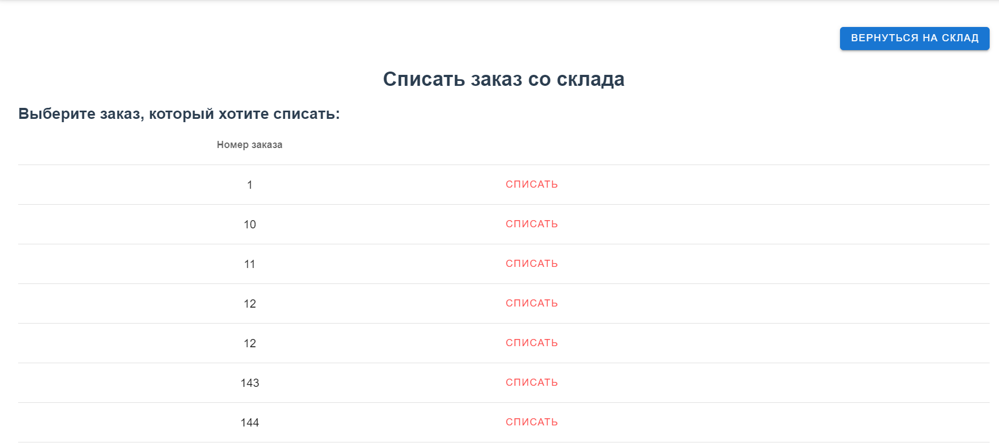 ВЕРНУТЬСЯ НА СКЛАД
Списать заказ со склада
Выберите заказ, который хотите списать:
Номер заказа
1 СПИСАТЬ
10 СПИСАТЬ
11 СПИСАТЬ
12 СПИСАТЬ
12 СПИСАТЬ
143 СПИСАТЬ
144 СПИСАТЬ